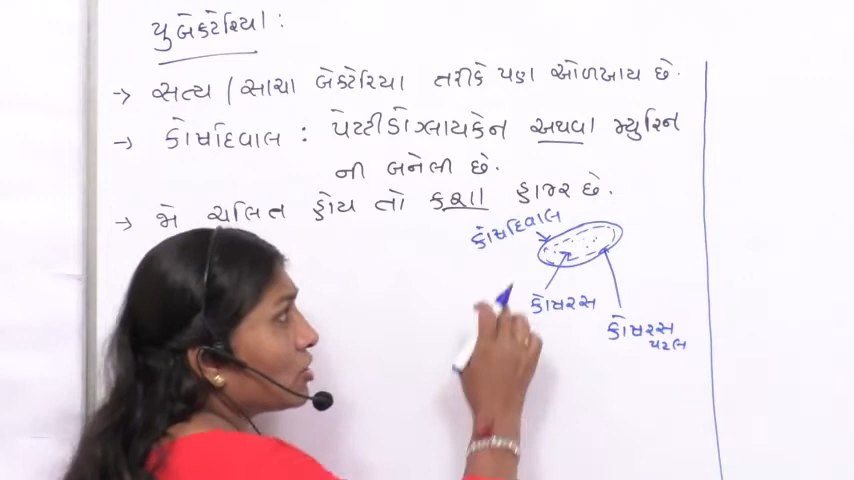 યુબેક્ટેરિયા :
→ સત્ય / સાચા બેક્ટેરિયા તરીકે પણ ઓળખાય છે.
→ કોષદિવાલ : પેપ્ટીડોગ્લાયકેન અથવા મ્યુરિન
ની બનેલી છે.
→ જો ચલિત હોય તો કશા હાજર છે.
કોષદિવાલ
કોષરસ
કોષરસ
પટલ